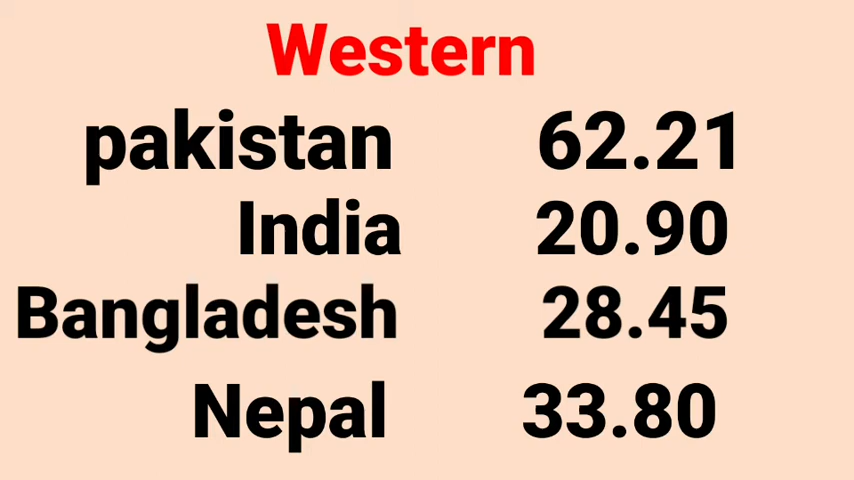 Western
pakistan 62.21
India 20.90
Bangladesh 28.45
Nepal 33.80